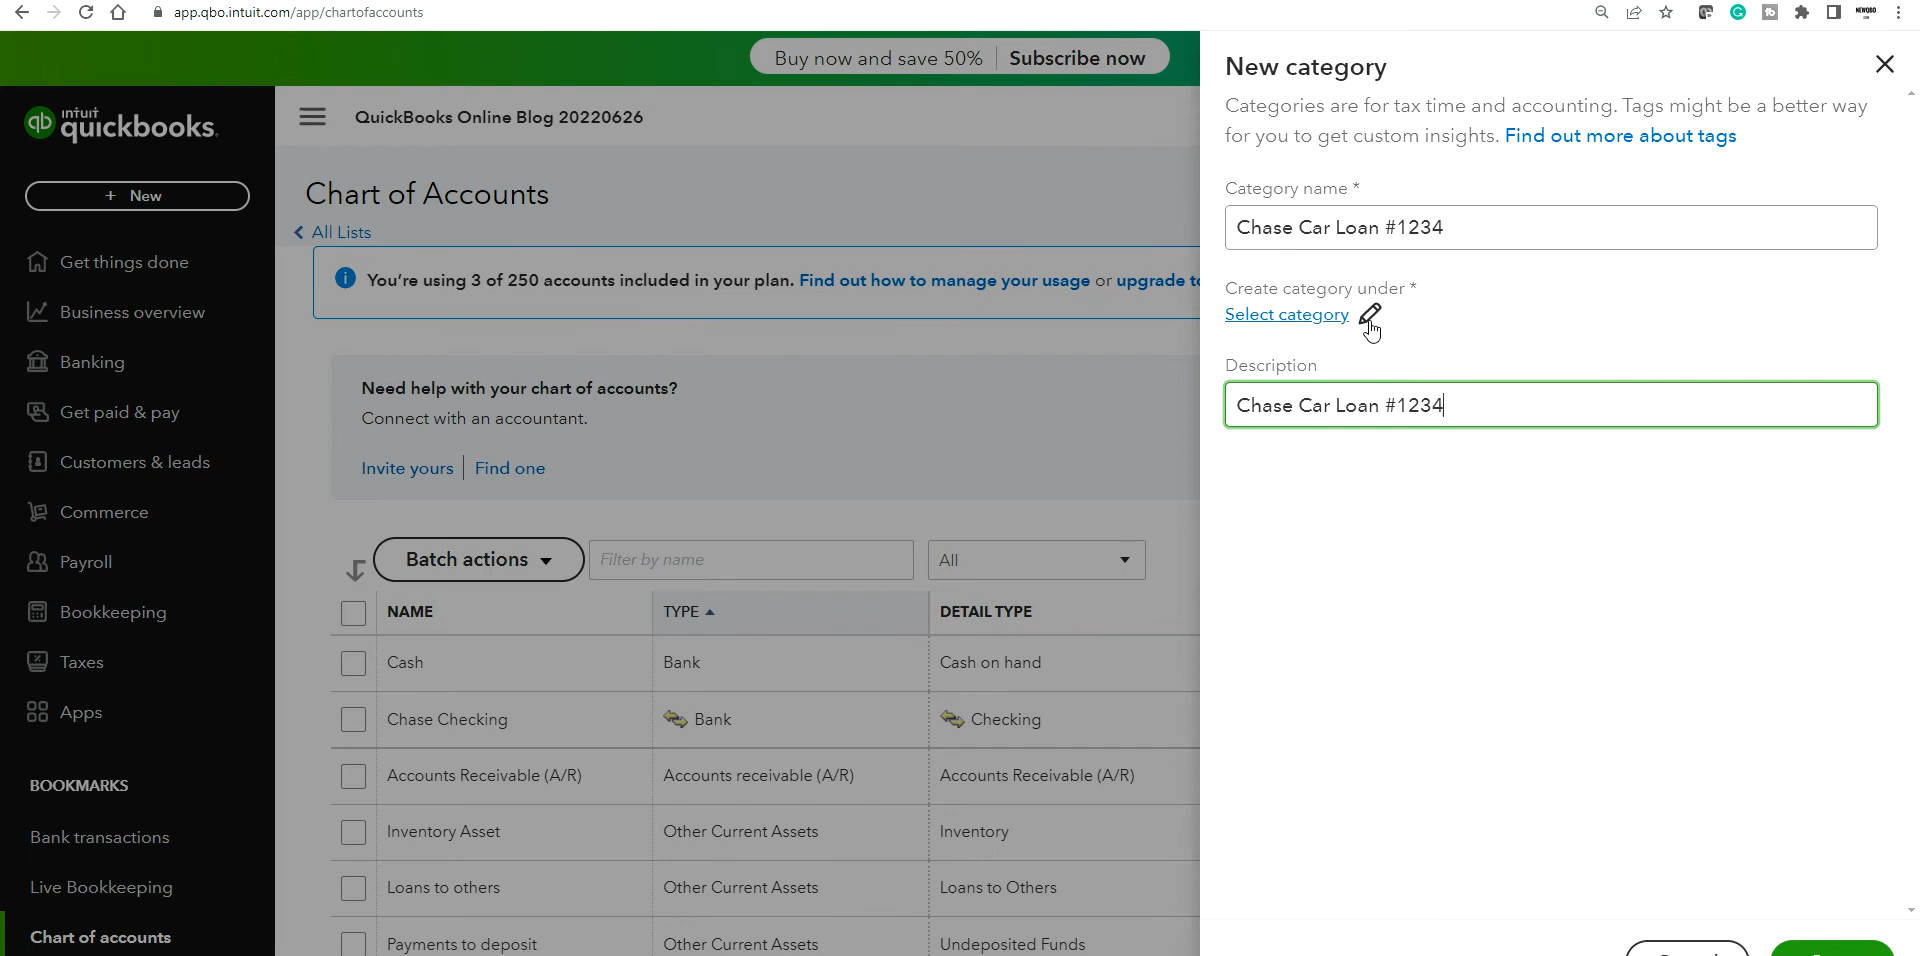 app.qbo.intuit.com/app/chartofaccounts
NEWQBO
Buy now and save 50% Subscribe now
New category
Categories are for tax time and accounting. Tags might be a better way
for you to get custom insights. Find out more about tags
intuit
qb quickbooks.
QuickBooks Online Blog 20220626
+ New
Chart of Accounts
All Lists
Category name *
Chase Car Loan #1234
You're using 3 of 250 accounts included in your plan. Find out how to manage your usage or upgrade
Create category under *
Select category
Description
Chase Car Loan #1234
Get things done
Business overview
Banking
Get paid & pay
Customers & leads
Commerce
Payroll
Bookkeeping
Taxes
Apps
BOOKMARKS
Bank transactions
Live Bookkeeping
Chart of accounts
Need help with your chart of accounts?
Connect with an accountant.
Invite yours Find one
Batch actions Filter by name All
NAME TYPE DETAIL TYPE
Cash Bank Cash on hand
Chase Checking Bank Checking
Accounts Receivable (A/R) Accounts receivable (A/R) Accounts Receivable (A/R)
Inventory Asset Other Current Assets Inventory
Loans to others Other Current Assets Loans to Others
Payments to deposit Other Current Assets Undeposited Funds